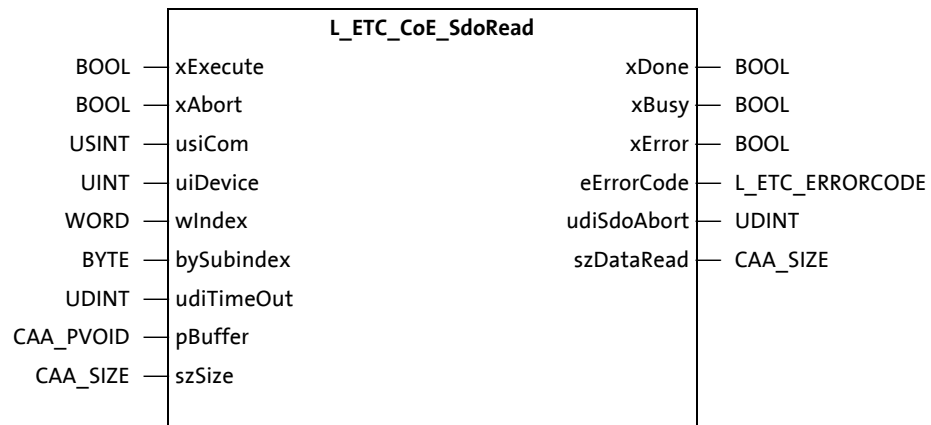 L_ETC_CoE_SdoRead
BOOL xExecute xDone BOOL
BOOL xAbort xBusy BOOL
USINT usiCom xError BOOL
UINT uiDevice eErrorCode L_ETC_ERRORCODE
WORD wIndex udiSdoAbort UDINT
BYTE bySubindex szDataRead CAA_SIZE
UDINT udiTimeOut
CAA_PVOID pBuffer
CAA_SIZE szSize